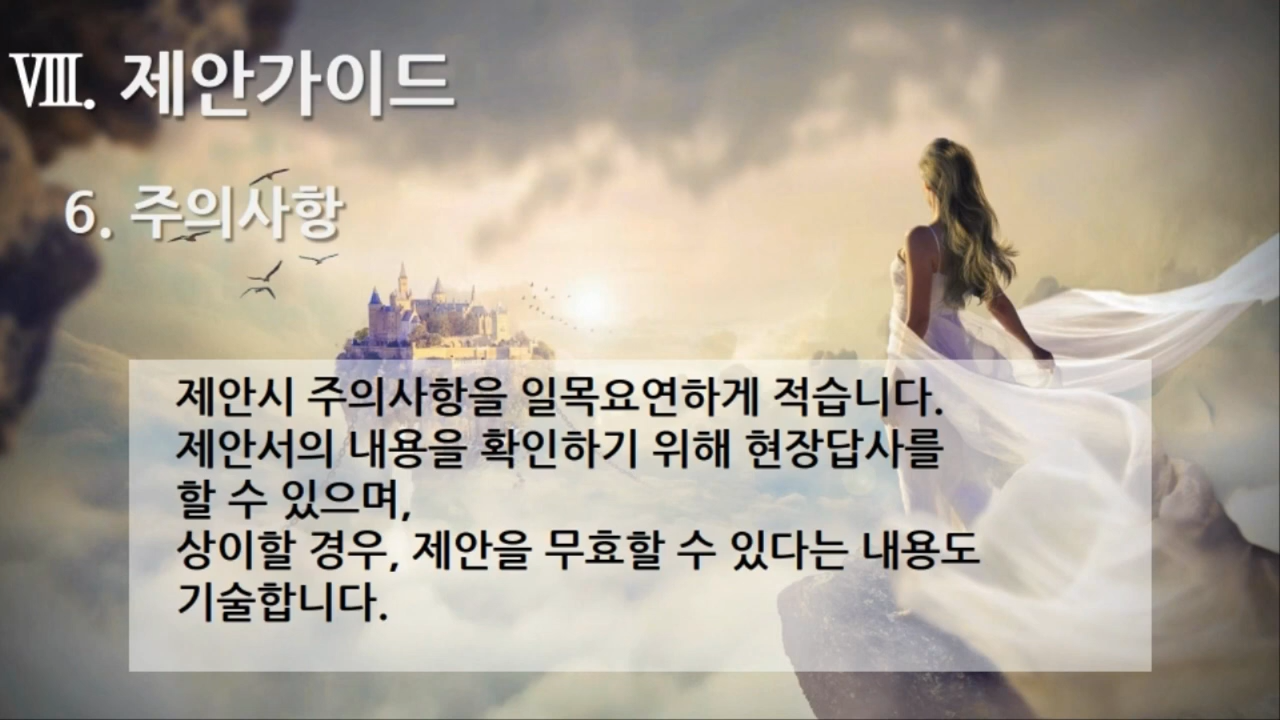 Ⅷ. 제안가이드
6. 주의사항
제안시 주의사항을 일목요연하게 적습니다.
제안서의 내용을 확인하기 위해 현장답사를
할 수 있으며,
상이할 경우, 제안을 무효할 수 있다는 내용도
기술합니다.